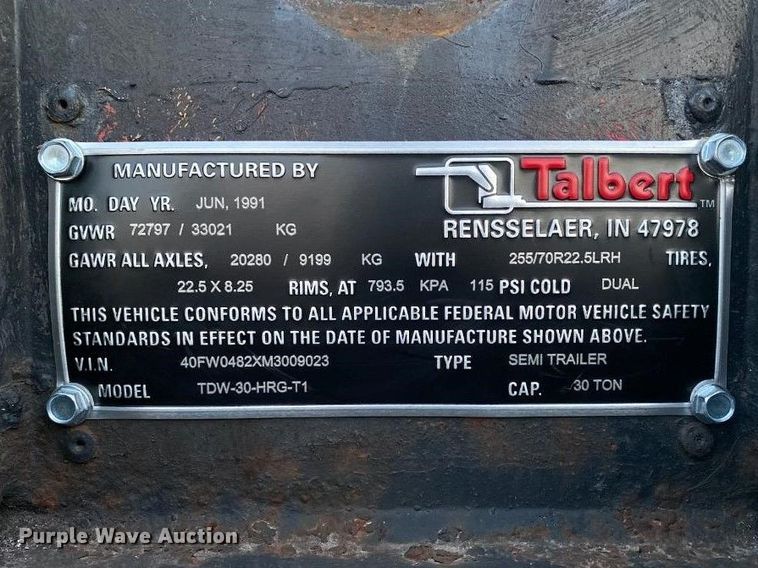 MANUFACTURED BY
Talbert TM
MO. DAY YR. JUN, 1991
RENSSELAER, IN 47978
GVWR 72797 / 33021 KG
GAWR ALL AXLES, 20280 / 9199 KG WITH 255/70R22.5LRH TIRES,
22.5 X 8.25 RIMS, AT 793.5 KPA 115 PSI COLD DUAL
THIS VEHICLE CONFORMS TO ALL APPLICABLE FEDERAL MOTOR VEHICLE SAFETY
STANDARDS IN EFFECT ON THE DATE OF MANUFACTURE SHOWN ABOVE.
V.I.N. 40FW0482XM3009023 TYPE SEMI TRAILER
MODEL TDW-30-HRG-T1 CAP. 30 TON
Purple Wave Auction